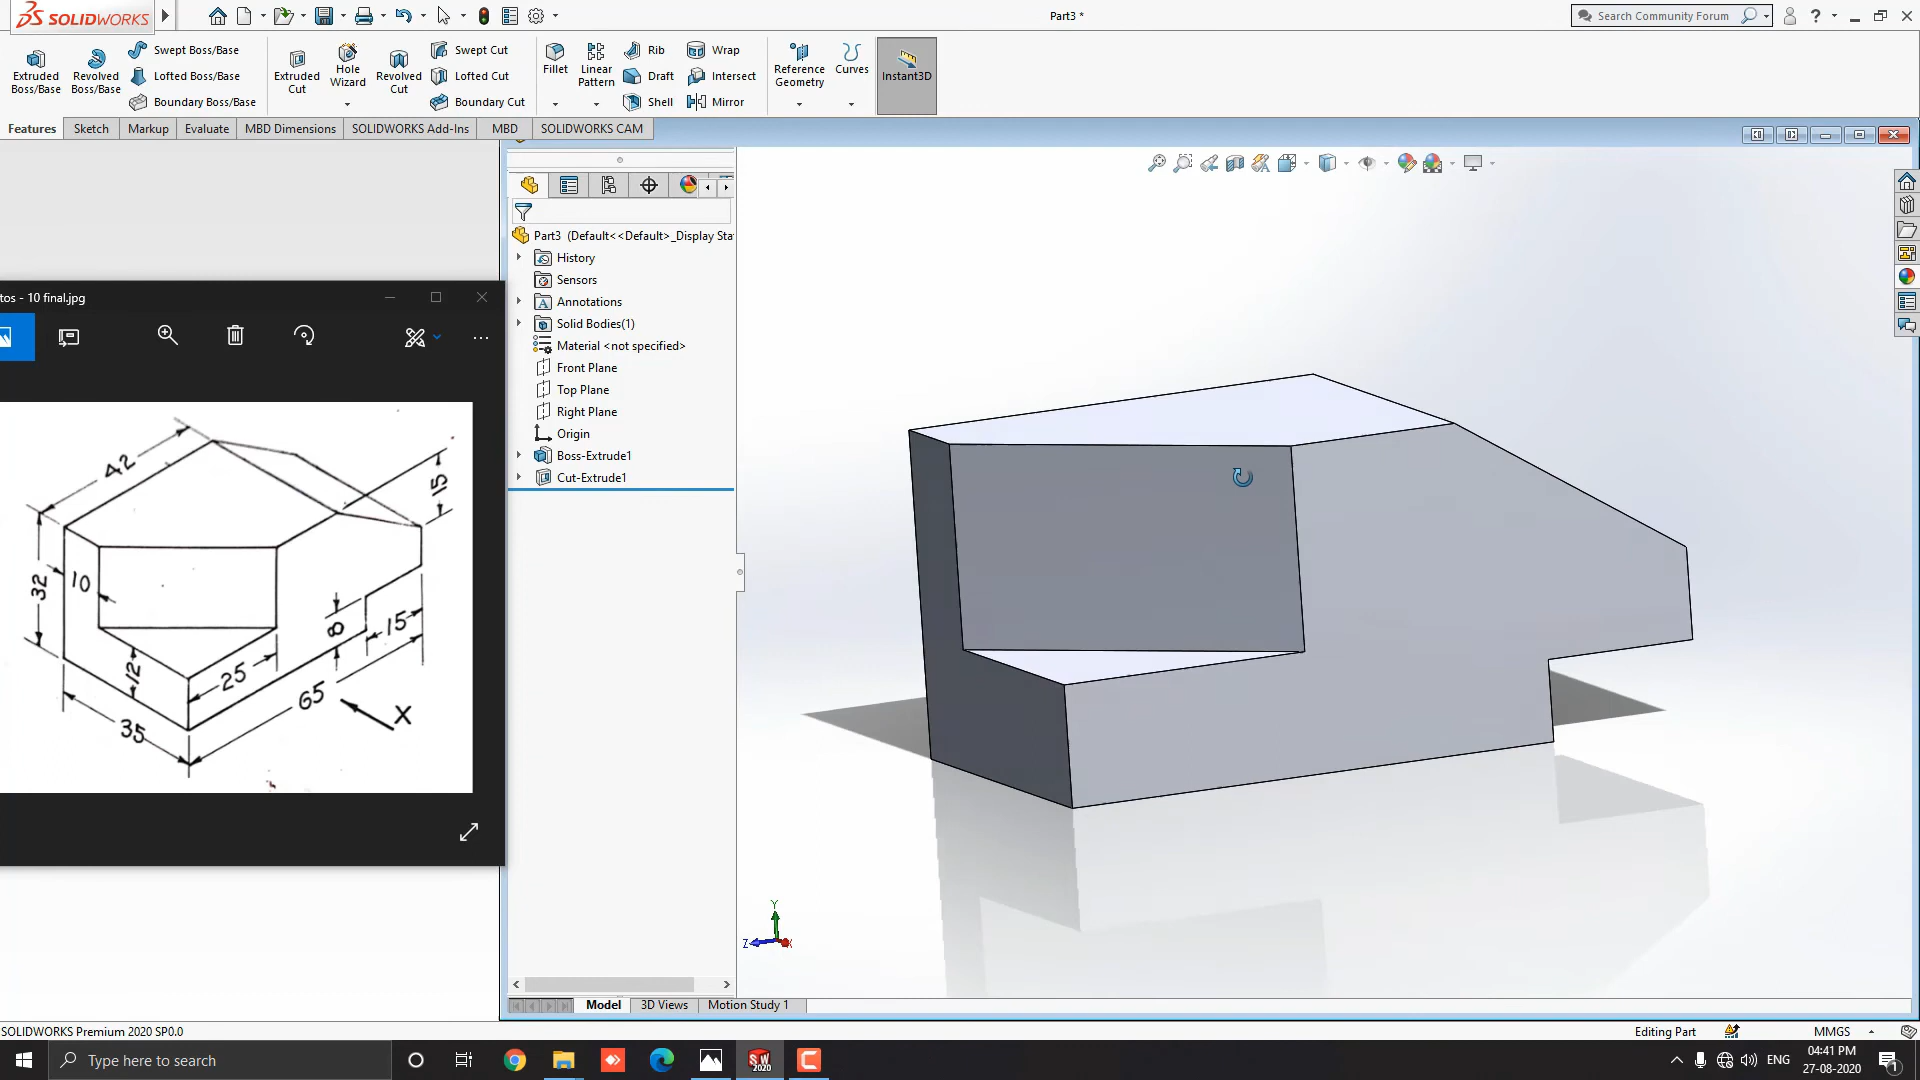 SOLIDWORKS
Part3 *
Search Community Forum
?
Extruded Boss/Base
Revolved Boss/Base
Swept Boss/Base
Lofted Boss/Base
Boundary Boss/Base
Extruded Cut
Hole Wizard
Revolved Cut
Swept Cut
Lofted Cut
Boundary Cut
Fillet
Linear Pattern
Rib
Draft
Shell
Wrap
Intersect
Mirror
Reference Geometry
Curves
Instant3D
Features
Sketch
Markup
Evaluate
MBD Dimensions
SOLIDWORKS Add-Ins
MBD
SOLIDWORKS CAM
Part3 (Default<<Default>_Display Sta
History
Sensors
Annotations
Solid Bodies(1)
Material <not specified>
Front Plane
Top Plane
Right Plane
Origin
Boss-Extrude1
Cut-Extrude1
tos - 10 final.jpg
42
15
32
10
8
15
12
25
65
35
X
Y
Z
X
Model
3D Views
Motion Study 1
SOLIDWORKS Premium 2020 SP0.0
Editing Part
MMGS
Type here to search
SW
2020
ENG
04:41 PM
27-08-2020
1